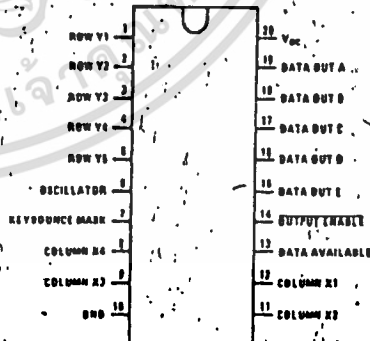 ROW Y1 1
20 Vcc
ROW Y2 2
19 DATA OUT A
ROW Y3 3
18 DATA OUT B
ROW Y4 4
17 DATA OUT C
ROW Y5 5
16 DATA OUT D
OSCILLATOR 6
15 DATA OUT E
KEYBOUNCE MASK 7
14 OUTPUT ENABLE
COLUMN X4 8
13 DATA AVAILABLE
COLUMN X3 9
12 COLUMN X1
GND 10
11 COLUMN X2